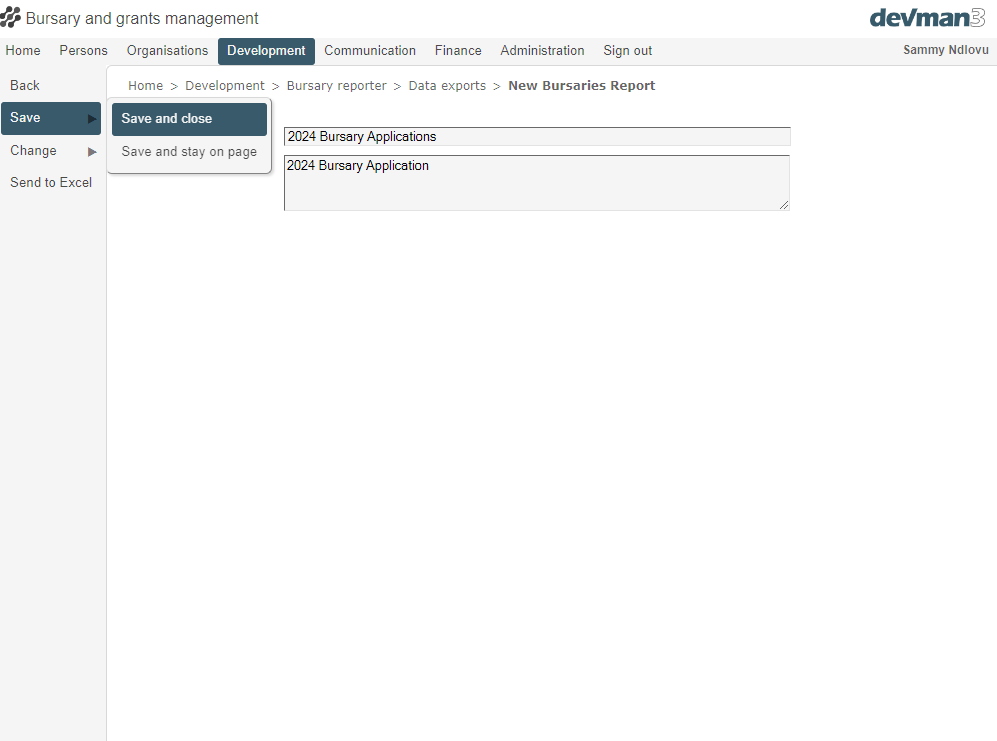 Bursary and grants management
devman3
Home Persons Organisations Development Communication Finance Administration Sign out Sammy Ndlovu
Back
Home > Development > Bursary reporter > Data exports > New Bursaries Report
Save
Save and close
2024 Bursary Applications
Change
Save and stay on page
2024 Bursary Application
Send to Excel